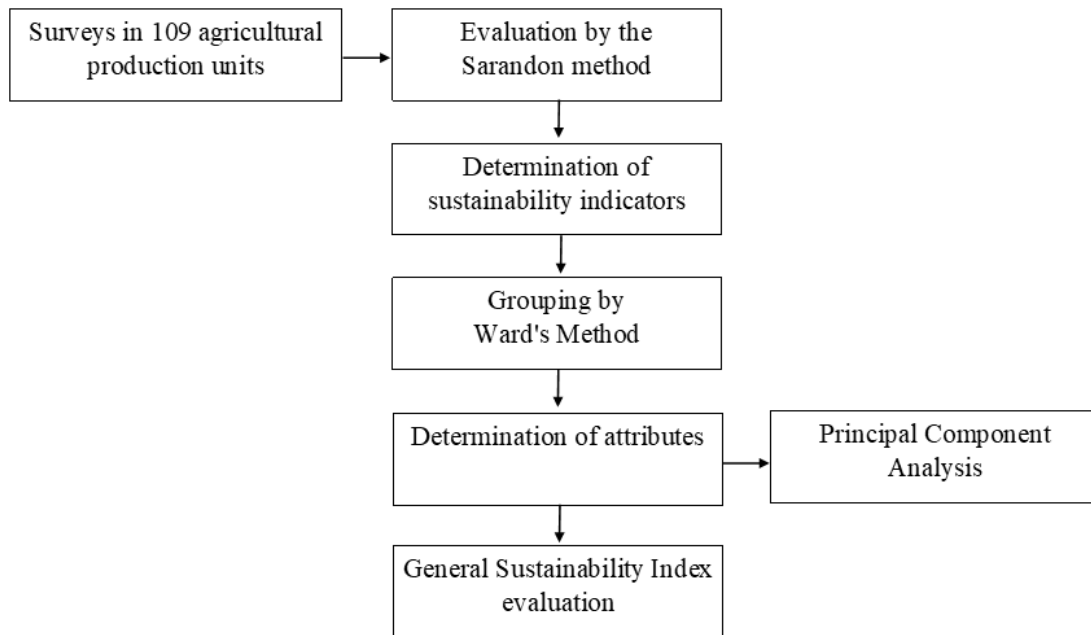 Surveys in 109 agricultural
production units
Evaluation by the
Sarandon method
Determination of
sustainability indicators
Grouping by
Ward's Method
Determination of attributes
Principal Component
Analysis
General Sustainability Index
evaluation